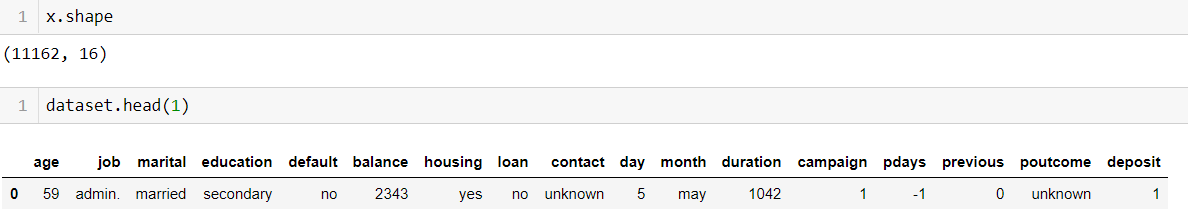 1 x.shape
(11162, 16)
1 dataset.head(1)
age job marital education default balance housing loan contact day month duration campaign pdays previous poutcome deposit
0 59 admin. married secondary no 2343 yes no unknown 5 may 1042 1 -1 0 unknown 1